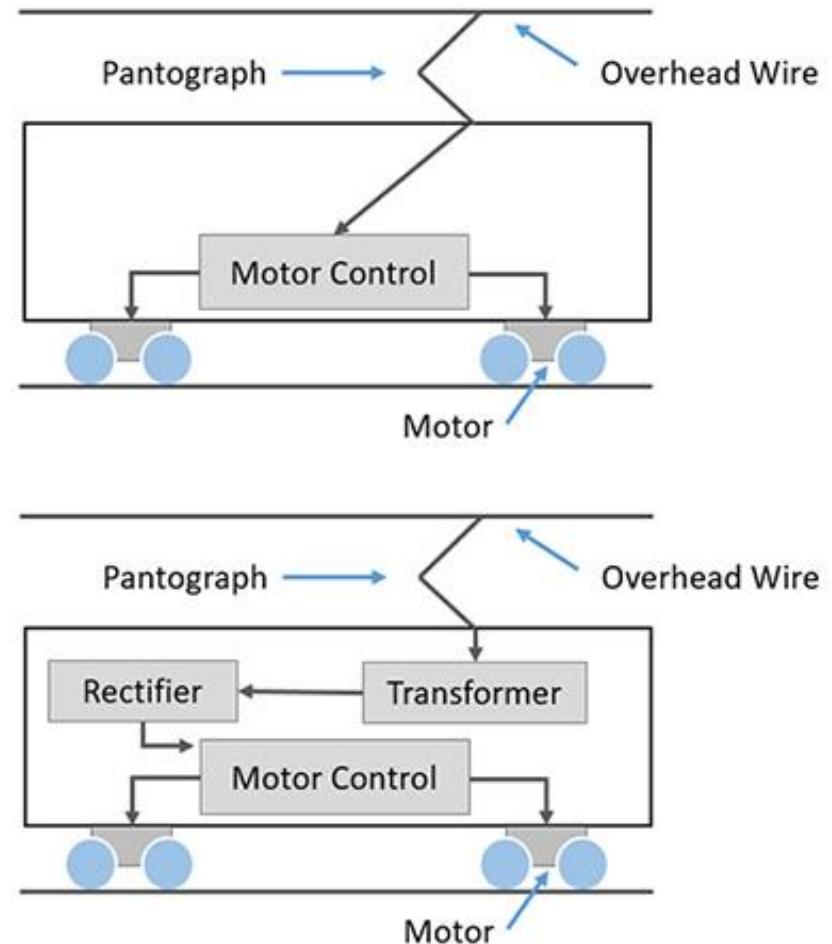 Pantograph
Overhead Wire
Motor Control
Motor
Pantograph
Overhead Wire
Rectifier
Transformer
Motor Control
Motor